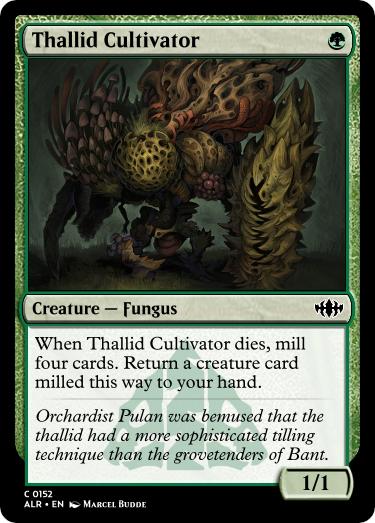 Thallid Cultivator
Creature — Fungus
When Thallid Cultivator dies, mill
four cards. Return a creature card
milled this way to your hand.
Orchardist Pulan was bemused that the
thallid had a more sophisticated tilling
technique than the grovetenders of Bant.
1/1
C 0152
ALR • EN Marcel Budde